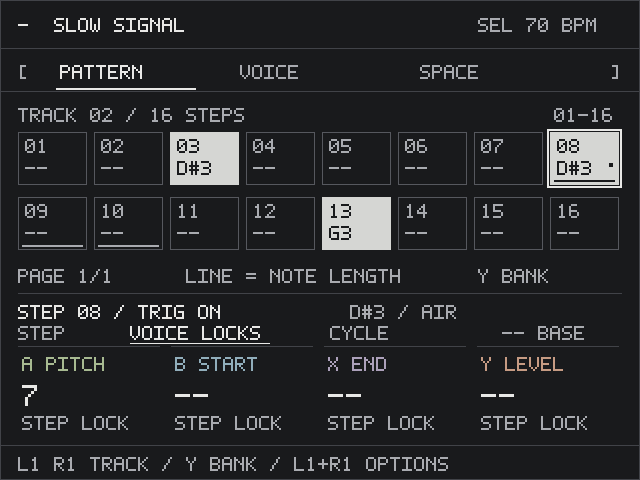 – SLOW SIGNAL SEL 70 BPM
[ PATTERN VOICE SPACE ]
TRACK 02 / 16 STEPS 01–16
01 02 03 04 05 06 07 08
-- -- D#3 -- -- -- -- D#3
09 10 11 12 13 14 15 16
-- -- -- -- G3 -- -- --
PAGE 1/1 LINE = NOTE LENGTH Y BANK
STEP 08 / TRIG ON D#3 / AIR
STEP VOICE LOCKS CYCLE -- BASE
A PITCH B START X END Y LEVEL
7 -- -- --
STEP LOCK STEP LOCK STEP LOCK STEP LOCK
L1 R1 TRACK / Y BANK / L1+R1 OPTIONS